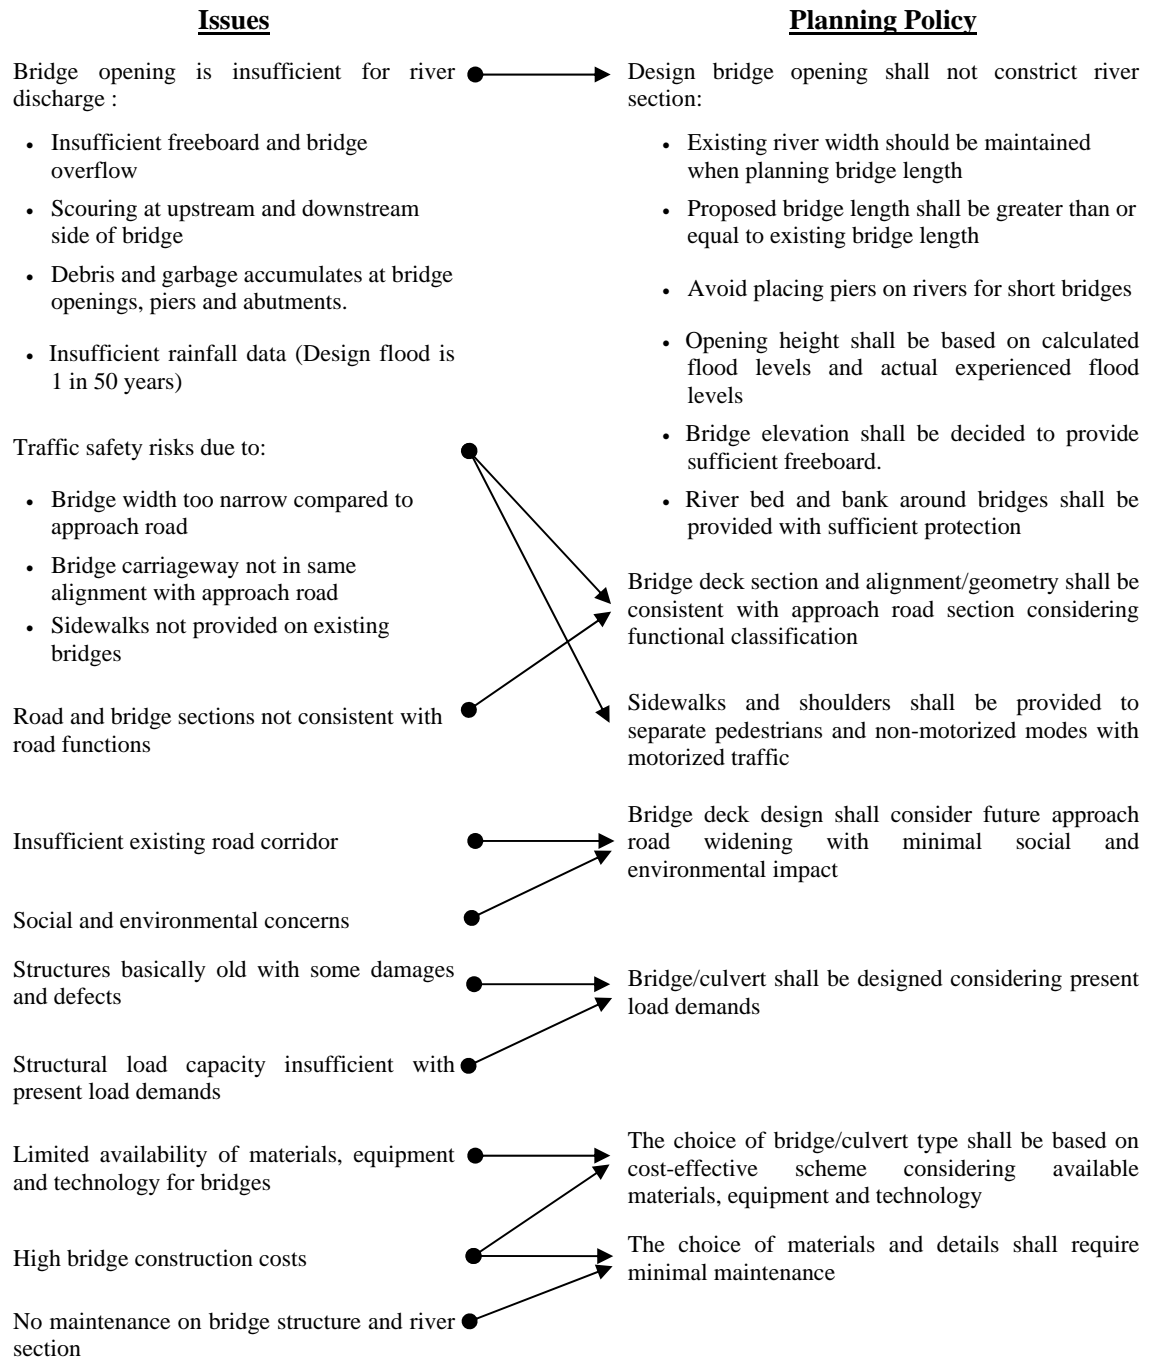 Issues
Bridge opening is insufficient for river
discharge :
• Insufficient freeboard and bridge
overflow
• Scouring at upstream and downstream
side of bridge
• Debris and garbage accumulates at bridge
openings, piers and abutments.
• Insufficient rainfall data (Design flood is
1 in 50 years)
Traffic safety risks due to:
• Bridge width too narrow compared to
approach road
• Bridge carriageway not in same
alignment with approach road
• Sidewalks not provided on existing
bridges
Road and bridge sections not consistent with
road functions
Insufficient existing road corridor
Social and environmental concerns
Structures basically old with some damages
and defects
Structural load capacity insufficient with
present load demands
Limited availability of materials, equipment
and technology for bridges
High bridge construction costs
No maintenance on bridge structure and river
section
Planning Policy
Design bridge opening shall not constrict river
section:
• Existing river width should be maintained
when planning bridge length
• Proposed bridge length shall be greater than or
equal to existing bridge length
• Avoid placing piers on rivers for short bridges
• Opening height shall be based on calculated
flood levels and actual experienced flood
levels
• Bridge elevation shall be decided to provide
sufficient freeboard.
• River bed and bank around bridges shall be
provided with sufficient protection
Bridge deck section and alignment/geometry shall be
consistent with approach road section considering
functional classification
Sidewalks and shoulders shall be provided to
separate pedestrians and non-motorized modes with
motorized traffic
Bridge deck design shall consider future approach
road widening with minimal social and
environmental impact
Bridge/culvert shall be designed considering present
load demands
The choice of bridge/culvert type shall be based on
cost-effective scheme considering available
materials, equipment and technology
The choice of materials and details shall require
minimal maintenance